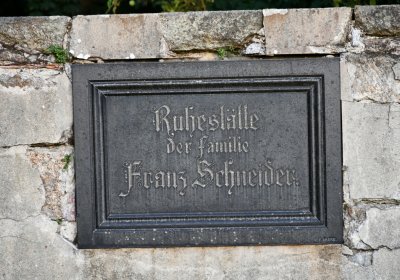 Ruhestätte
der Familie
Franz Schneider.